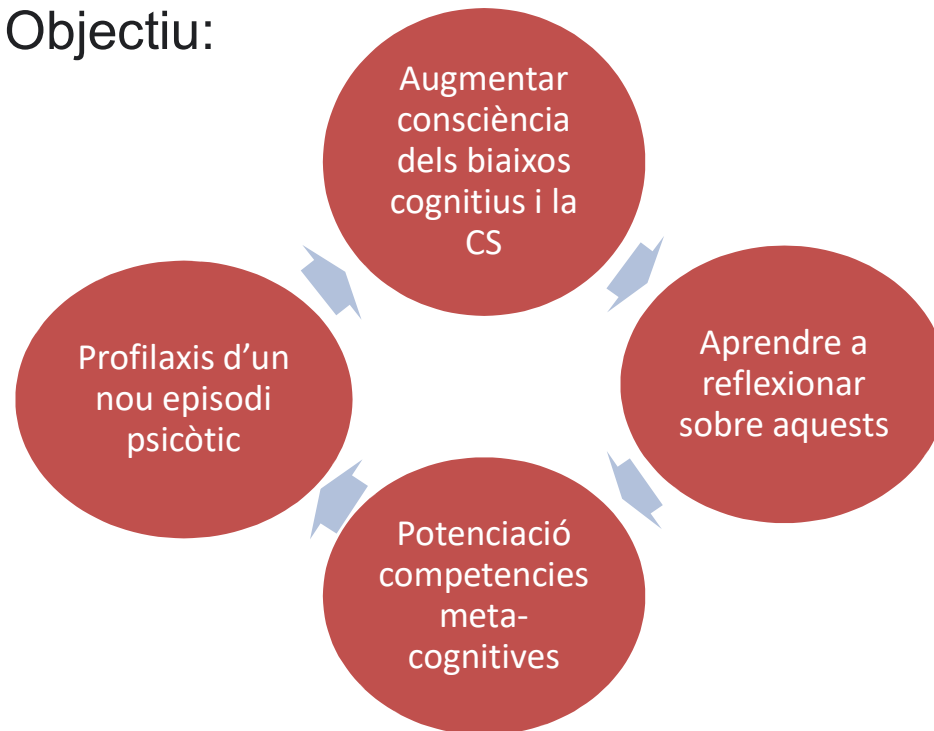 Objectiu:
Augmentar
consciència
dels biaixos
cognitius i la
CS
Aprendre a
reflexionar
sobre aquests
Potenciació
competencies
meta-
cognitives
Profilaxis d’un
nou episodi
psicòtic